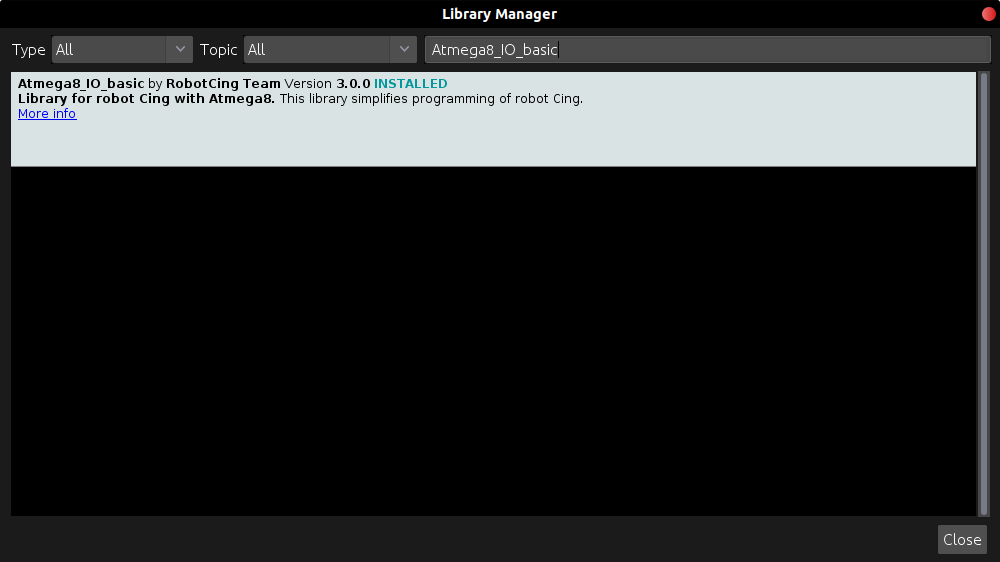 Library Manager
Type All Topic All Atmega8_IO_basic
Atmega8_IO_basic by RobotCing Team Version 3.0.0 INSTALLED
Library for robot Cing with Atmega8. This library simplifies programming of robot Cing.
More info
Close